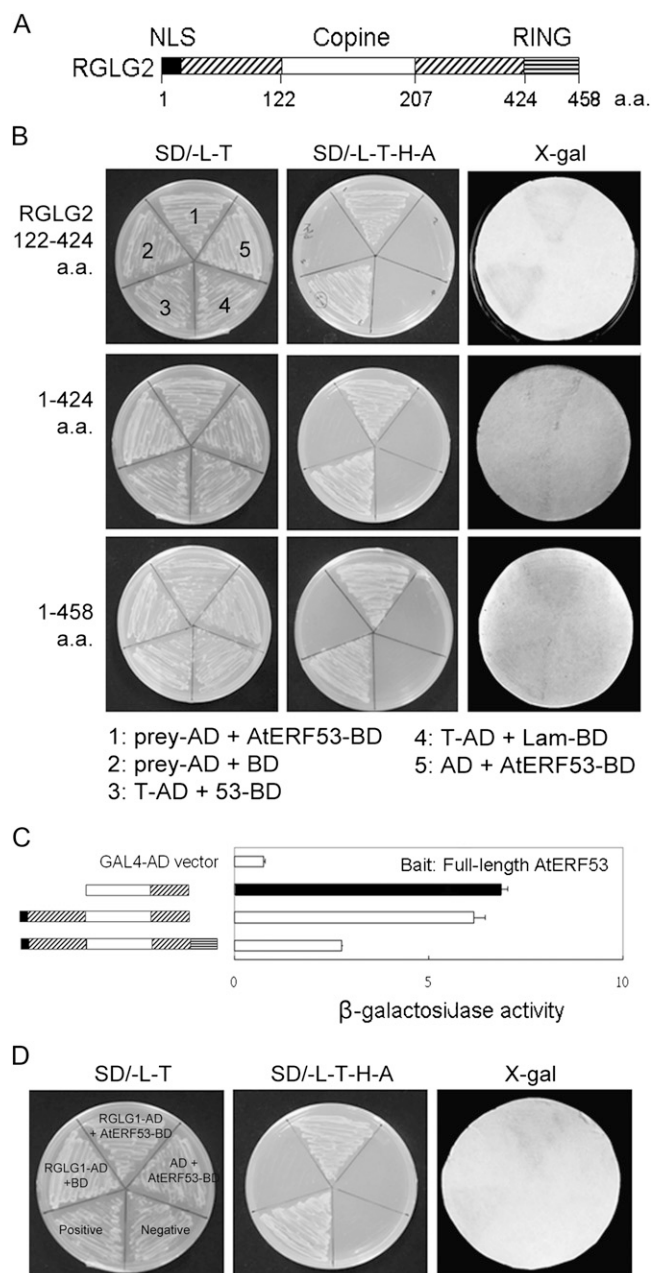 A
NLS Copine RING
RGLG2
1 122 207 424 458 a.a.
B
SD/-L-T SD/-L-T-H-A X-gal
RGLG2
122-424
a.a.
1
2 5
3 4
1-424
a.a.
1-458
a.a.
1: prey-AD + AtERF53-BD 4: T-AD + Lam-BD
2: prey-AD + BD 5: AD + AtERF53-BD
3: T-AD + 53-BD
C
GAL4-AD vector Bait: Full-length AtERF53
0 5 10
β-galactosidase activity
D
SD/-L-T SD/-L-T-H-A X-gal
RGLG1-AD
+ AtERF53-BD
RGLG1-AD
+BD
AD +
AtERF53-BD
Positive Negative